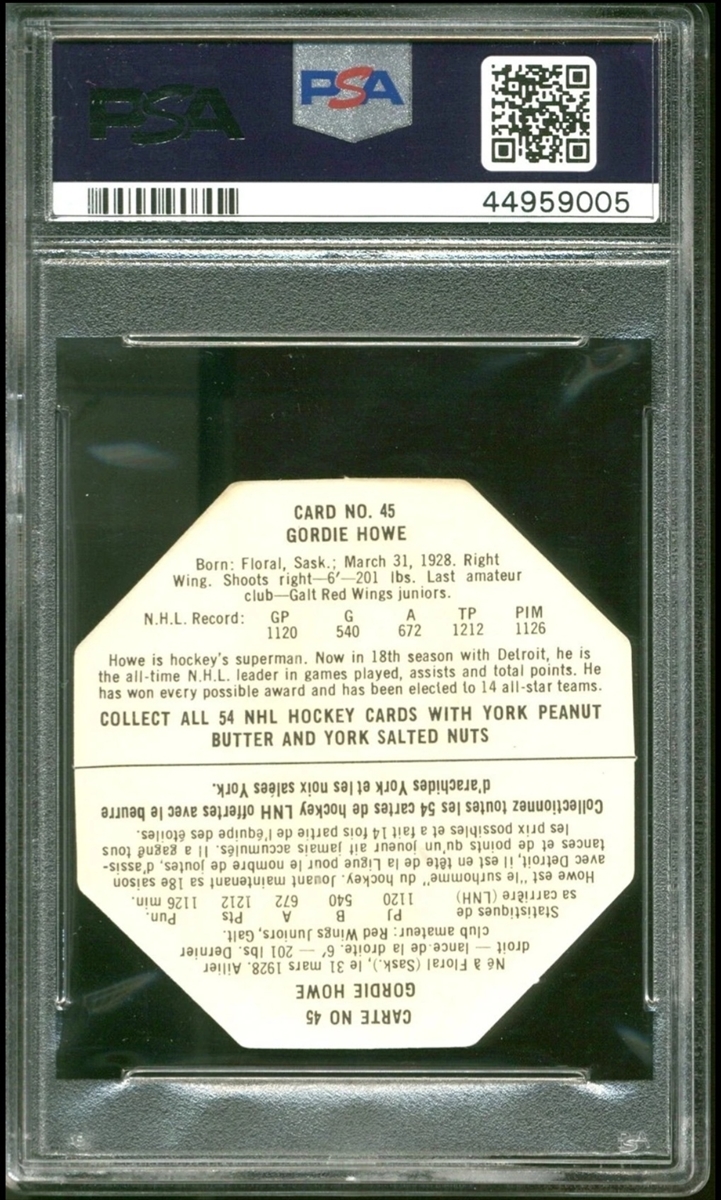 PSA
PSA
44959005
CARD NO. 45
GORDIE HOWE
Born: Floral, Sask.; March 31, 1928. Right
Wing. Shoots right—6'—201 lbs. Last amateur
club—Galt Red Wings juniors.
N.H.L. Record: GP G A TP PIM
1120 540 672 1212 1126
Howe is hockey's superman. Now in 18th season with Detroit, he is
the all-time N.H.L. leader in games played, assists and total points. He
has won every possible award and has been elected to 14 all-star teams.
COLLECT ALL 54 NHL HOCKEY CARDS WITH YORK PEANUT
BUTTER AND YORK SALTED NUTS
CARTE NO 45
GORDIE HOWE
Né à Floral (Sask.), le 31 mars 1928. Ailier
droit — lance de la droite. 6' — 201 lbs. Dernier
club amateur: Red Wings Juniors, Galt.
Statistiques de PJ B A Pts Pun:
sa carrière (LNH) 1120 540 672 1212 1126 min.
Howe est "le surhomme" du hockey. Jouant maintenant sa 18e saison
avec Detroit, il est en tête de la Ligue pour le nombre de joutes, d'assis-
tances et de points qu'un joueur ait jamais accumulés. Il a gagné tous
les prix possibles et a fait 14 fois partie de l'équipe des étoiles.
Collectionnez toutes les 54 cartes de hockey LNH offertes avec le beurre
d'arachides York et les noix salées York.
PSA